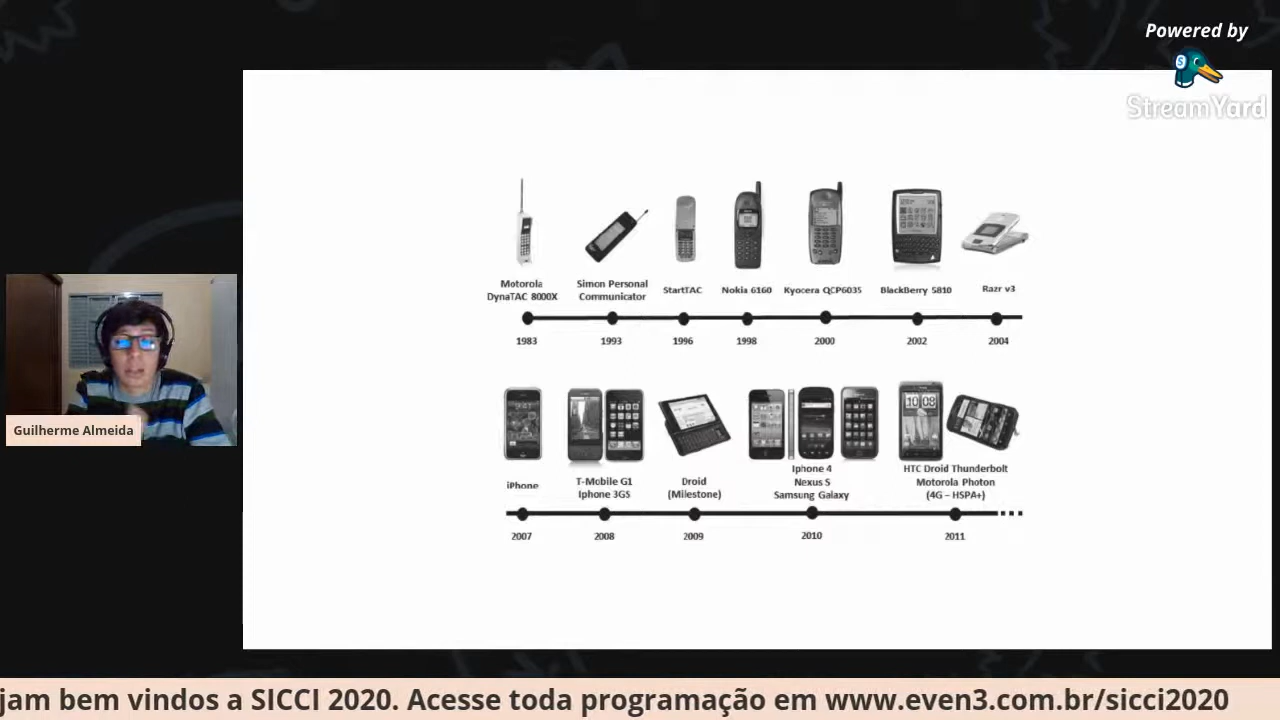 Powered by
StreamYard
Motorola
DynaTAC 8000X
Simon Personal
Communicator
StartTAC
Nokia 6160
Kyocera QCP6035
BlackBerry 5810
Razr v3
1983
1993
1996
1998
2000
2002
2004
iPhone
T-Mobile G1
Iphone 3GS
Droid
(Milestone)
Iphone 4
Nexus S
Samsung Galaxy
HTC Droid Thunderbolt
Motorola Photon
(4G – HSPA+)
2007
2008
2009
2010
2011
Guilherme Almeida
jam bem vindos a SICCI 2020. Acesse toda programação em www.even3.com.br/sicci2020